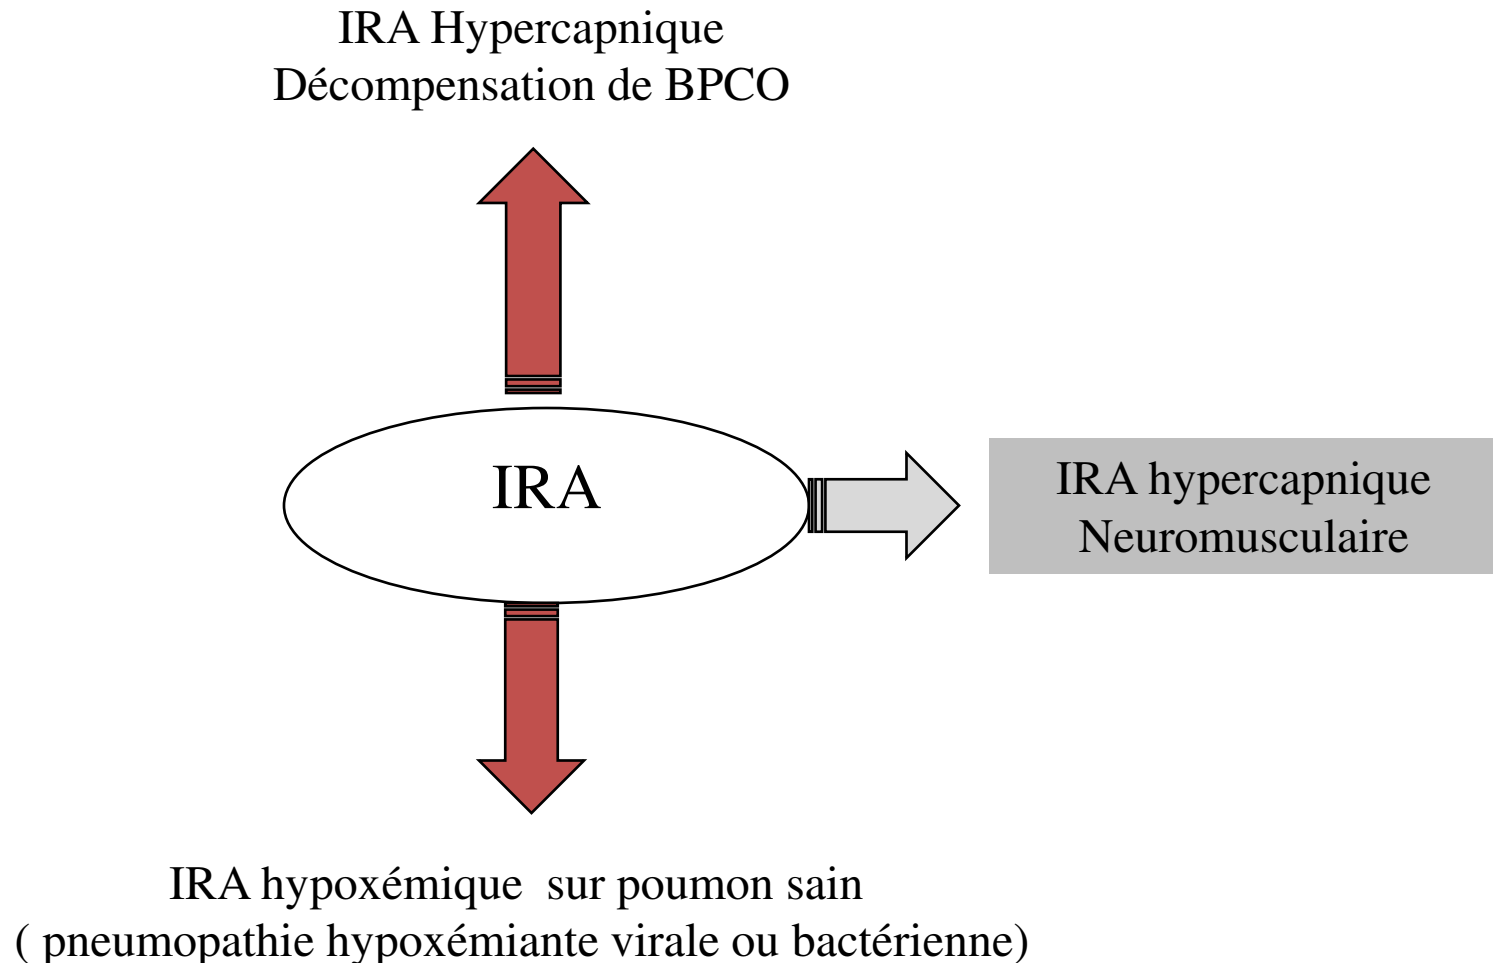 IRA Hypercapnique
Décompensation de BPCO
IRA
IRA hypercapnique
Neuromusculaire
IRA hypoxémique sur poumon sain
( pneumopathie hypoxémiante virale ou bactérienne)